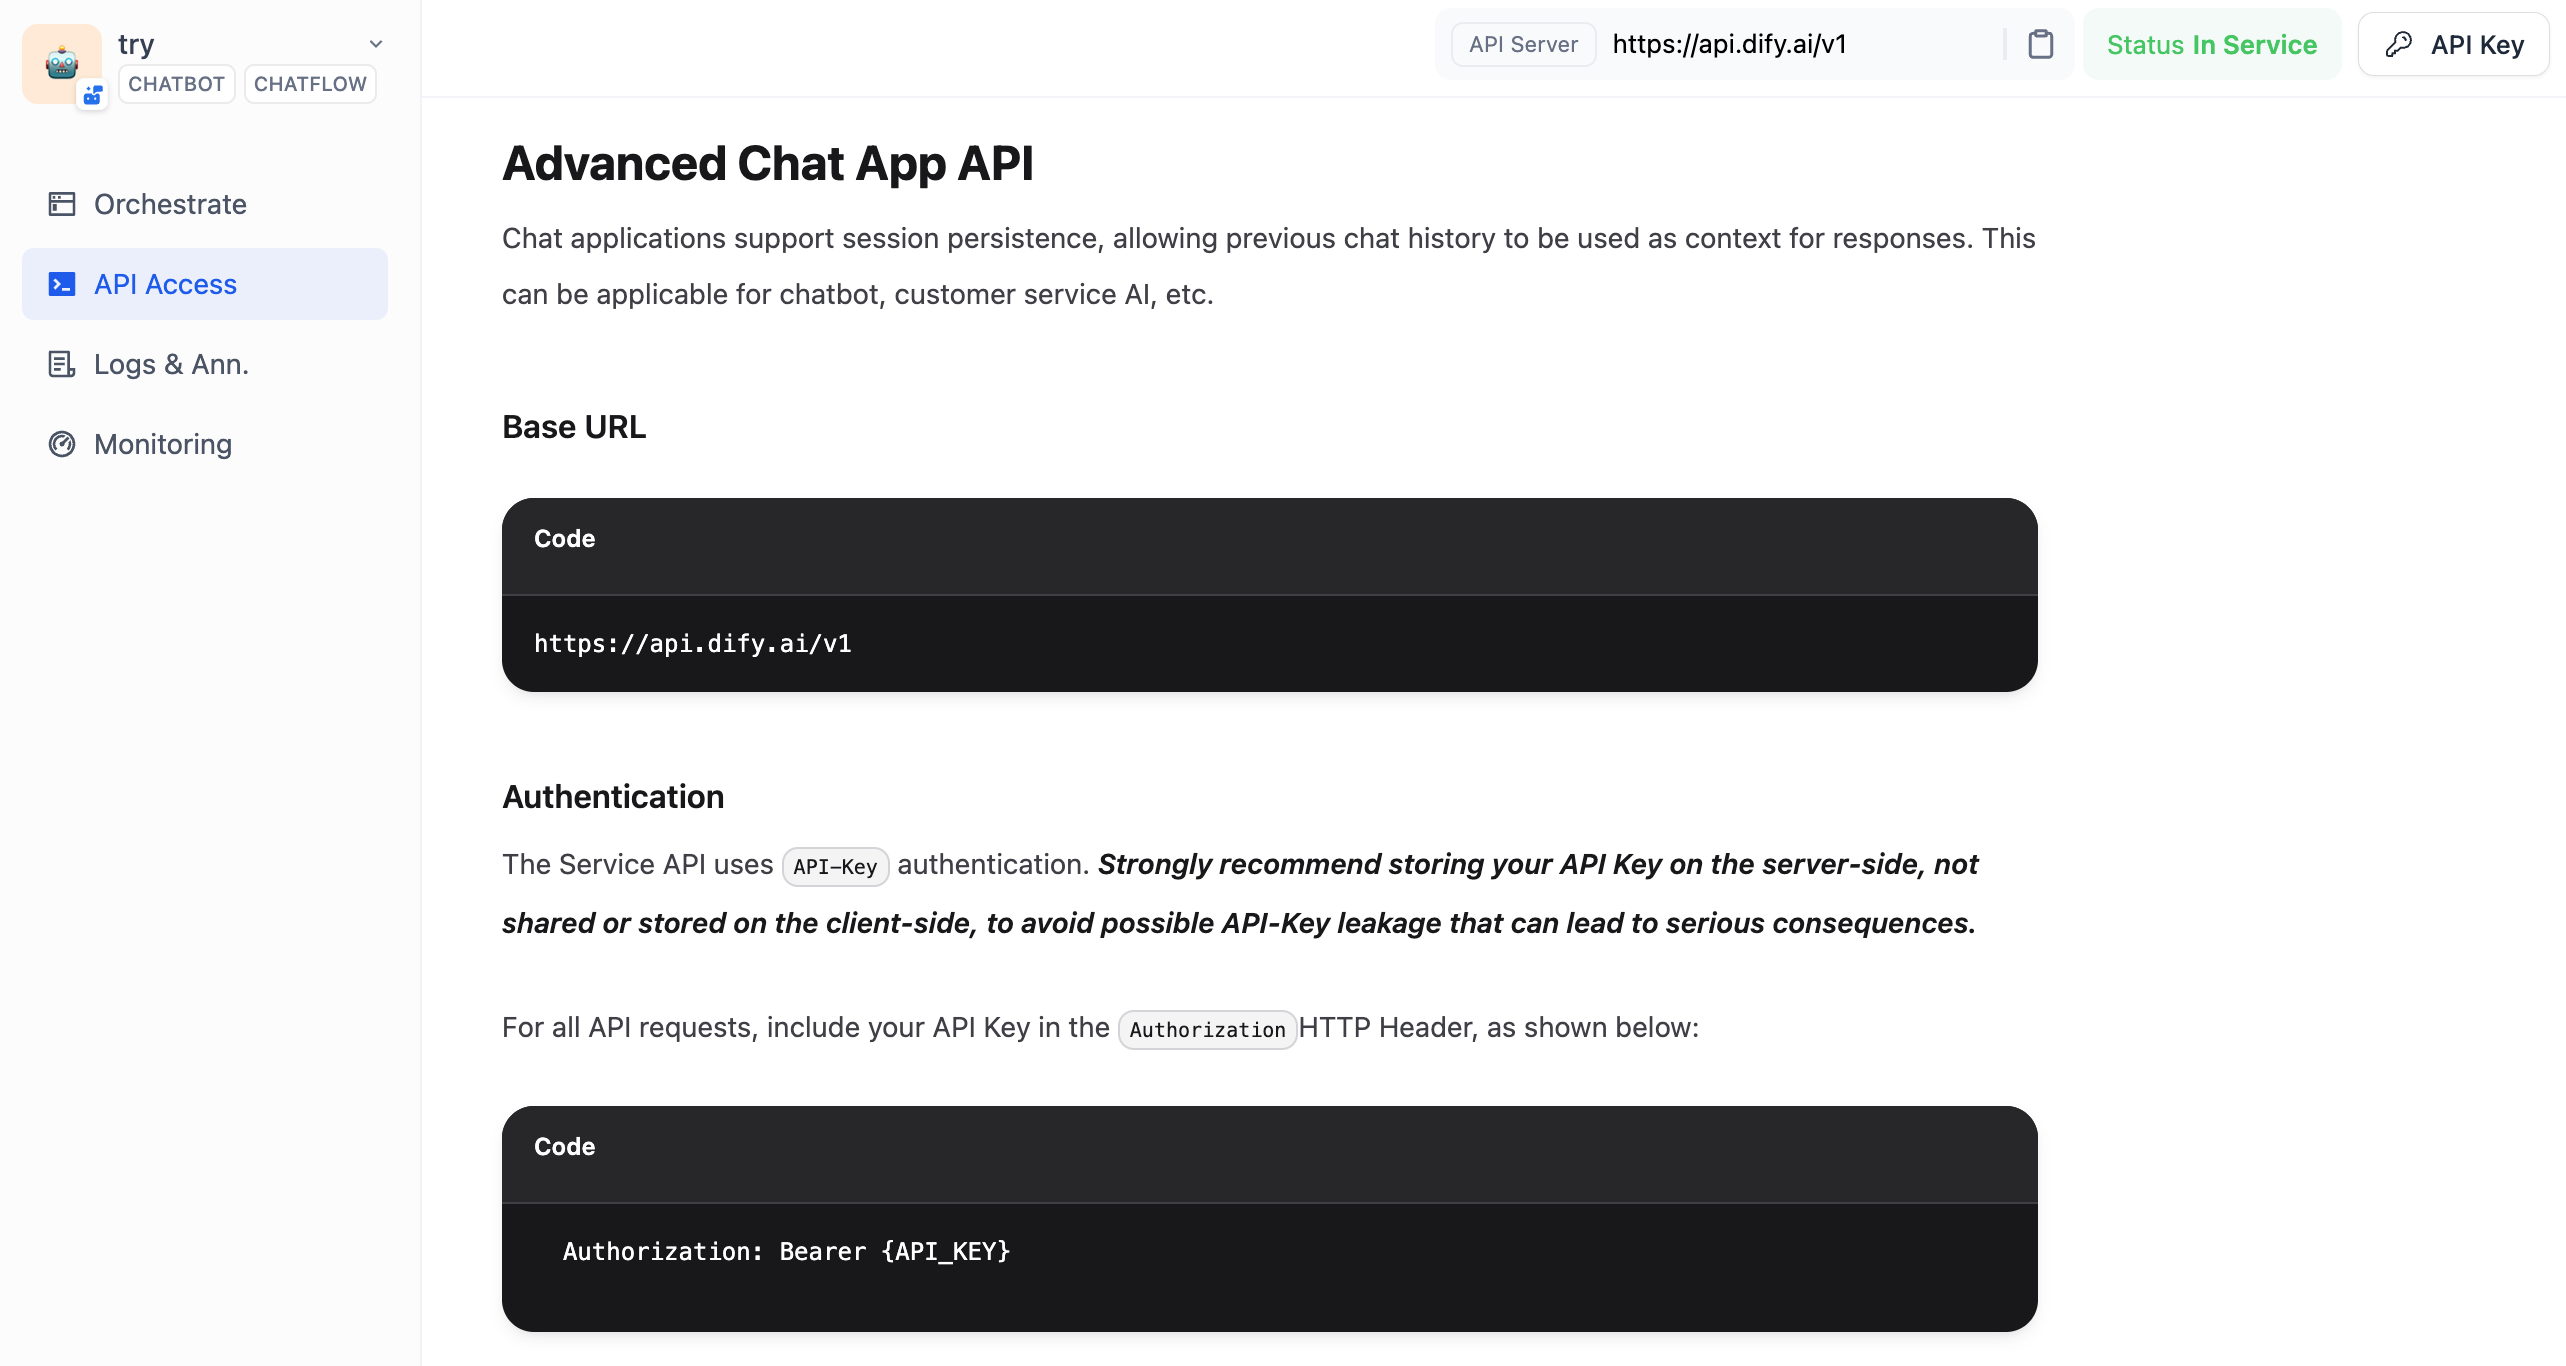 try
CHATBOT CHATFLOW
Orchestrate
API Access
Logs & Ann.
Monitoring
API Server https://api.dify.ai/v1
Status In Service
API Key
Advanced Chat App API
Chat applications support session persistence, allowing previous chat history to be used as context for responses. This
can be applicable for chatbot, customer service AI, etc.
Base URL
Code
https://api.dify.ai/v1
Authentication
The Service API uses API-Key authentication. Strongly recommend storing your API Key on the server-side, not
shared or stored on the client-side, to avoid possible API-Key leakage that can lead to serious consequences.
For all API requests, include your API Key in the Authorization HTTP Header, as shown below:
Code
Authorization: Bearer {API_KEY}